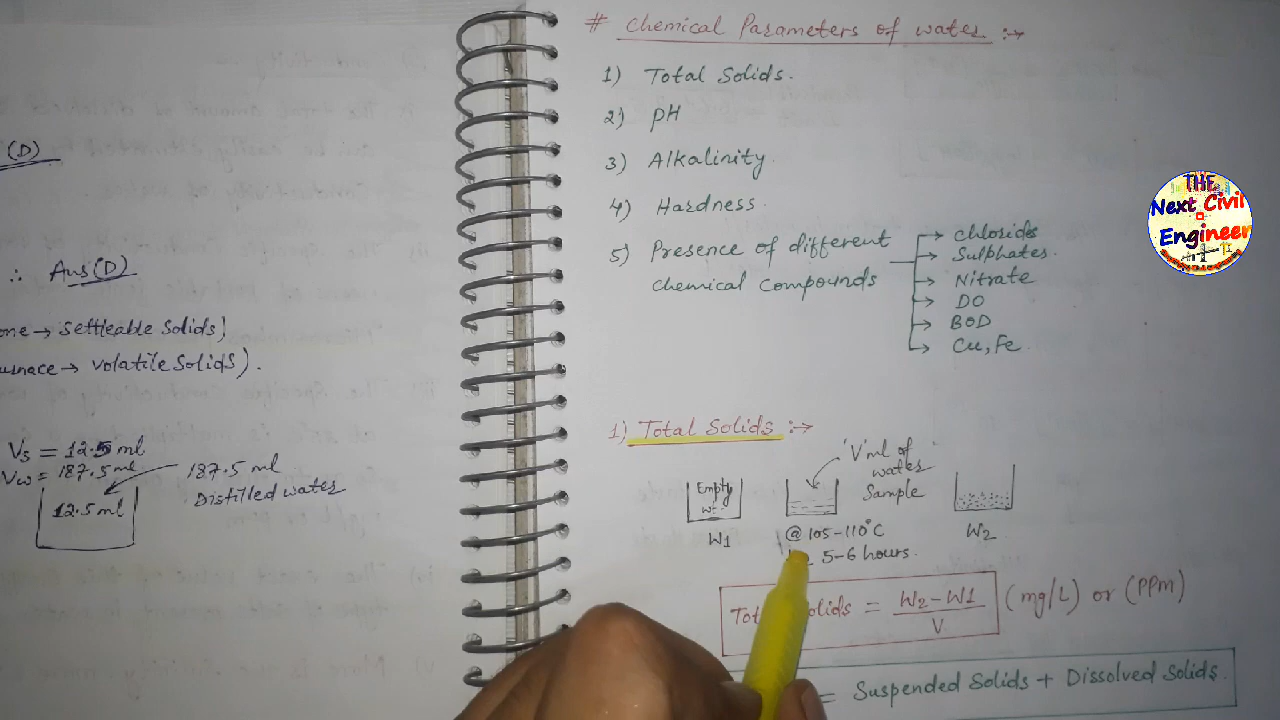 (D)
∴ Ans(D)
one → Settleable Solids)
urnace → volatile Solids).
Vs = 12.5 ml
Vw = 187.5 ml
187.5 ml
Distilled water
12.5 ml
# Chemical Parameters of water :→
1) Total Solids.
2) PH
3) Alkalinity.
4) Hardness.
5) Presence of different
chemical compounds
→ chlorides
→ Sulphates.
→ Nitrate
→ DO
→ BOD
→ Cu, Fe.
1) Total Solids :→
'V' ml of
water
Sample
Empty
wt.
W1
@ 105-110°C
5-6 hours.
W2
Solids = W2 - W1 / V (mg/L) or (PPM)
= Suspended Solids + Dissolved Solids.
THE
Next Civil
Engineer